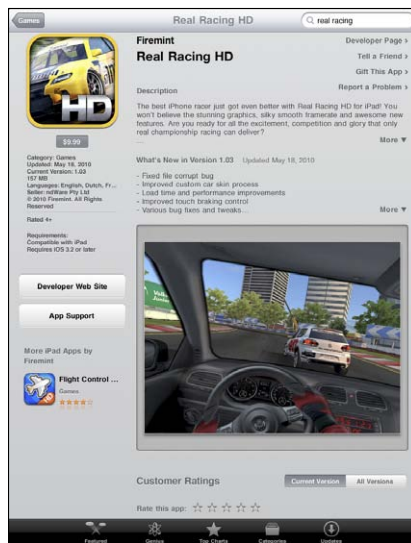 Games
Real Racing HD
real racing
HD
$9.99
Category: Games
Updated: May 18, 2010
Current Version: 1.03
157 MB
Languages: English, Dutch, Fr...
Seller: ndWare Pty Ltd
© 2010 Firemint. All Rights
Reserved
Rated 4+
Requirements:
Compatible with iPad
Requires iOS 3.2 or later
Developer Web Site
App Support
More iPad Apps by
Firemint
Flight Control ...
Games
HD
Firemint
Real Racing HD
Developer Page >
Tell a Friend >
Gift This App >
Report a Problem >
Description
The best iPhone racer just got even better with Real Racing HD for iPad! You
won't believe the stunning graphics, silky smooth framerate and awesome new
features. Are you ready for all the excitement, competition and glory that only
real championship racing can deliver?
...
More ▼
What's New in Version 1.03 Updated May 18, 2010
- Fixed file corrupt bug
- Improved custom car skin process
- Load time and performance improvements
- Improved touch braking control
- Various bug fixes and tweaks...
More ▼
Customer Ratings
Current Version
All Versions
Rate this app:
Featured
Genius
Top Charts
Categories
Updates